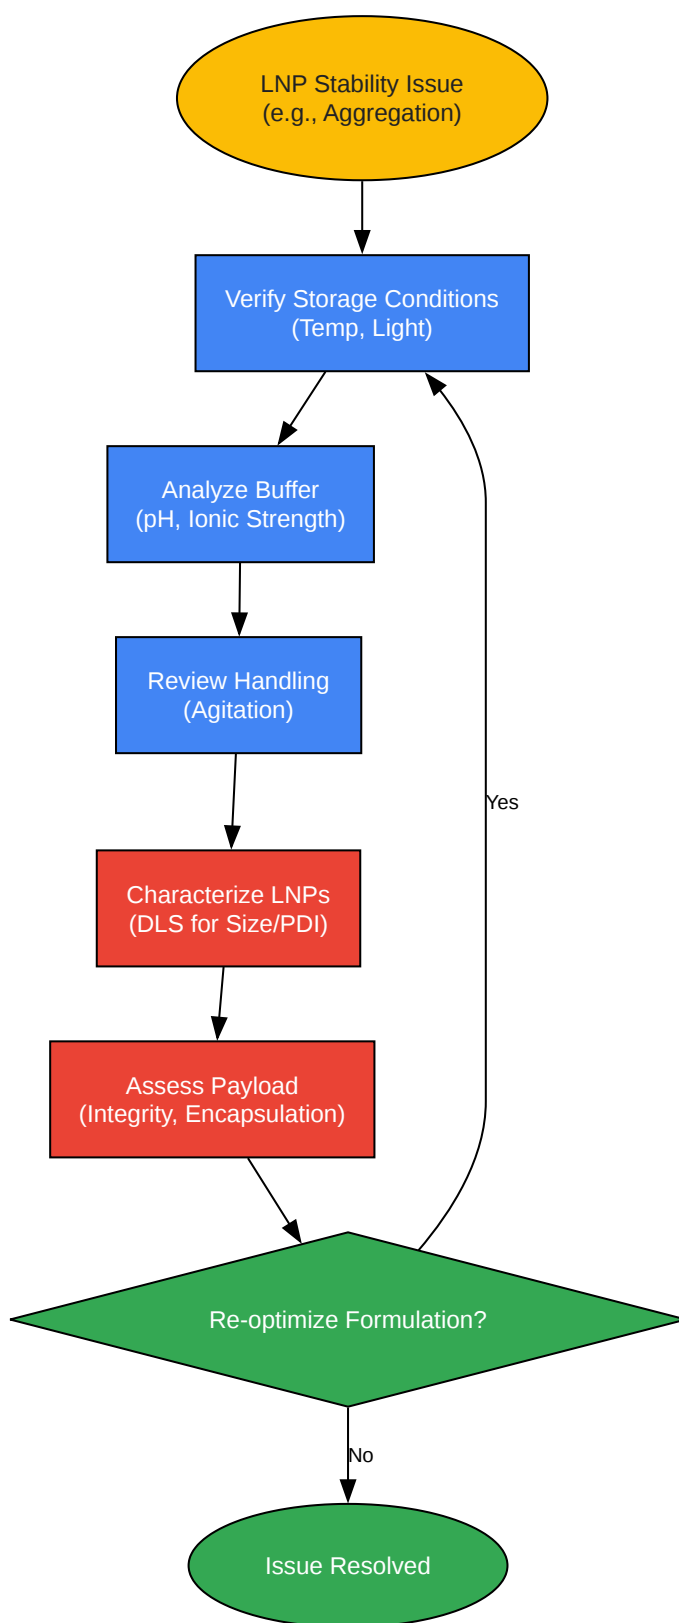 LNP Stability Issue
(e.g., Aggregation)
Verify Storage Conditions
(Temp, Light)
Analyze Buffer
(pH, Ionic Strength)
Review Handling
(Agitation)
Yes
Characterize LNPs
(DLS for Size/PDI)
Assess Payload
(Integrity, Encapsulation)
Re-optimize Formulation?
No
Issue Resolved